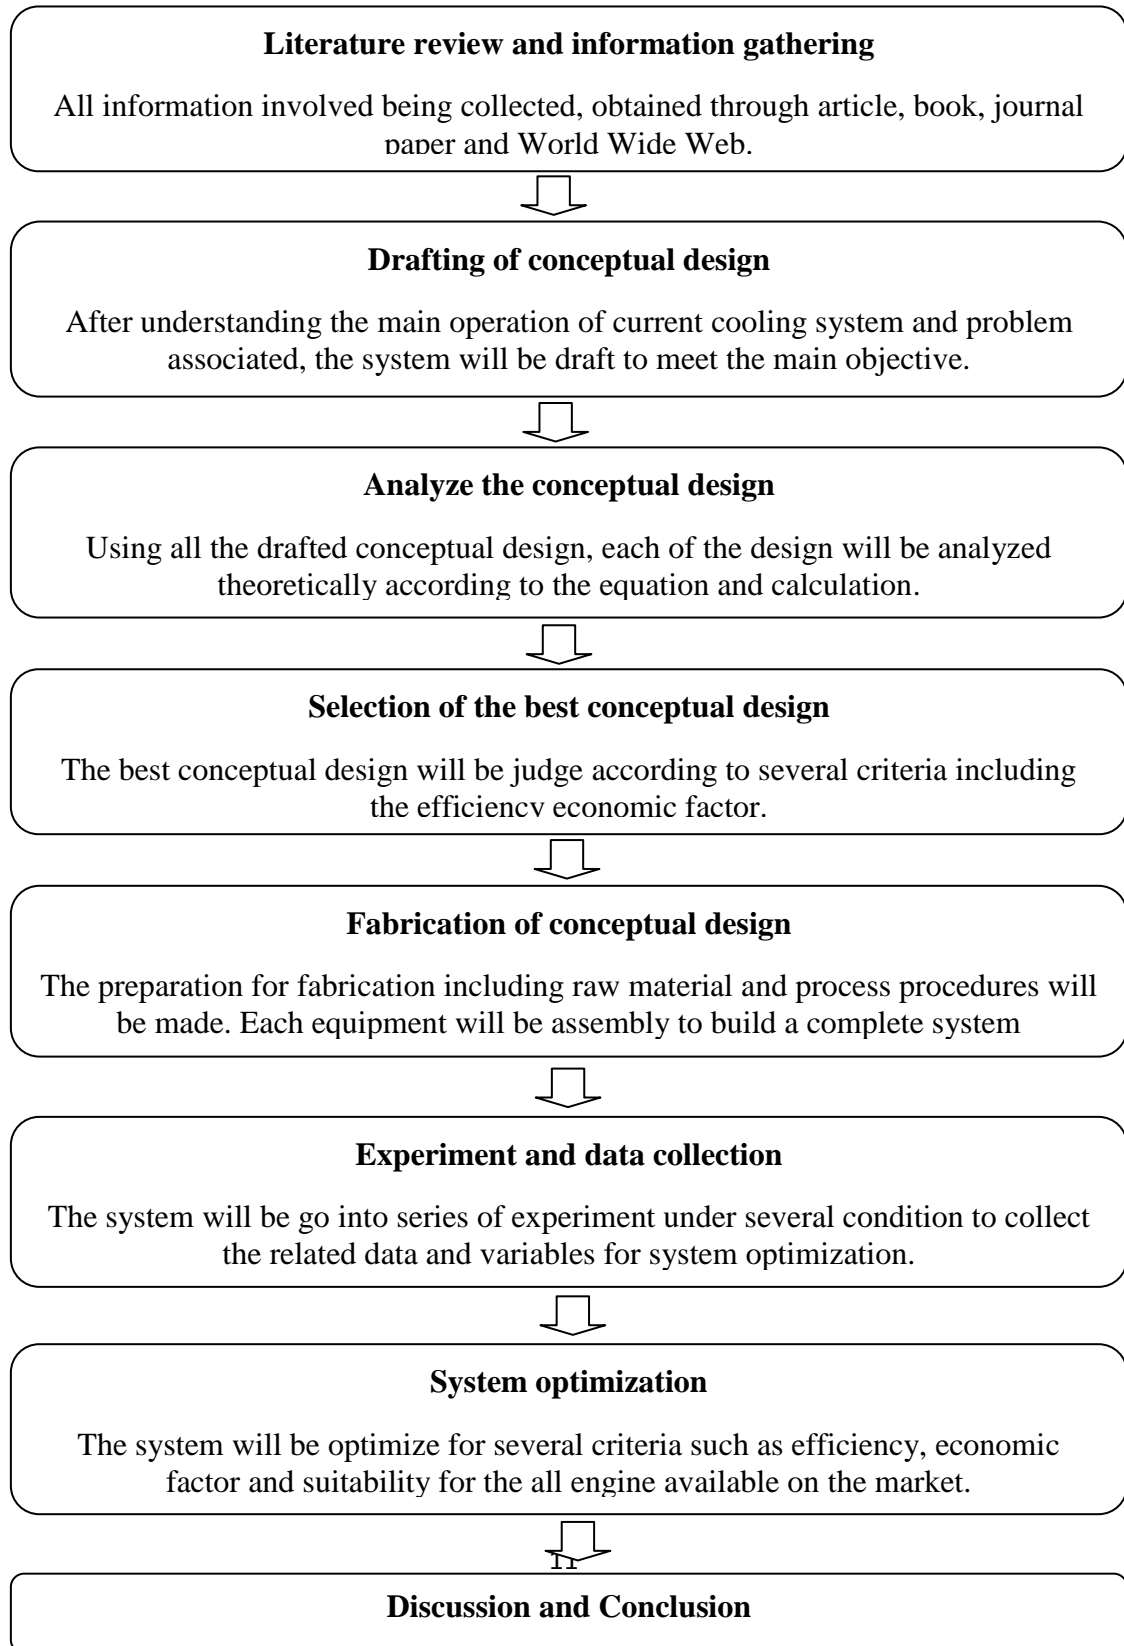 Literature review and information gathering
All information involved being collected, obtained through article, book, journal
paper and World Wide Web.
Drafting of conceptual design
After understanding the main operation of current cooling system and problem
associated, the system will be draft to meet the main objective.
Analyze the conceptual design
Using all the drafted conceptual design, each of the design will be analyzed
theoretically according to the equation and calculation.
Selection of the best conceptual design
The best conceptual design will be judge according to several criteria including
the efficiency economic factor.
Fabrication of conceptual design
The preparation for fabrication including raw material and process procedures will
be made. Each equipment will be assembly to build a complete system
Experiment and data collection
The system will be go into series of experiment under several condition to collect
the related data and variables for system optimization.
System optimization
The system will be optimize for several criteria such as efficiency, economic
factor and suitability for the all engine available on the market.
11
Discussion and Conclusion